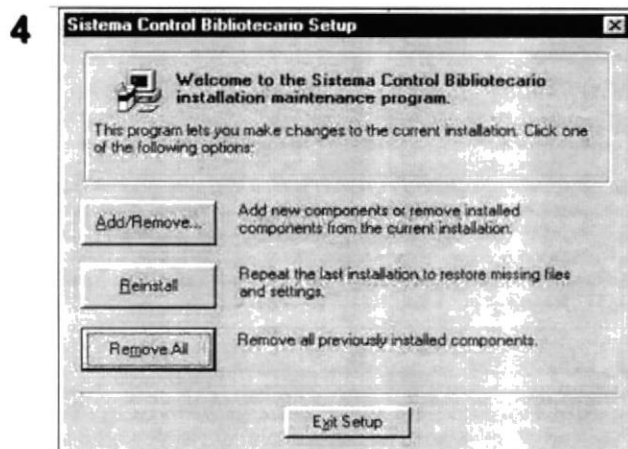 4
Sistema Control Bibliotecario Setup
Welcome to the Sistema Control Bibliotecario
installation maintenance program.
This program lets you make changes to the current installation. Click one
of the following options:
Add/Remove...
Add new components or remove installed
components from the current installation.
Reinstall
Repeat the last installation to restore missing files
and settings.
Remove All
Remove all previously installed components.
Exit Setup